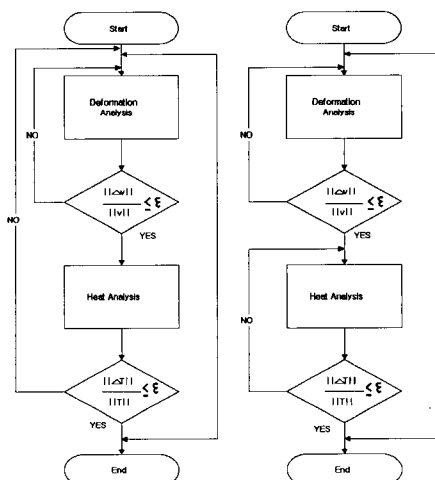 Start
Deformation
Analysis
NO
||△v||
||v||
≤ ξ
YES
NO
Heat Analysis
||△T||
||T||
≤ ξ
YES
End
Start
Deformation
Analysis
NO
||△v||
||v||
≤ ξ
YES
Heat Analysis
NO
||△T||
||T||
≤ ξ
YES
End